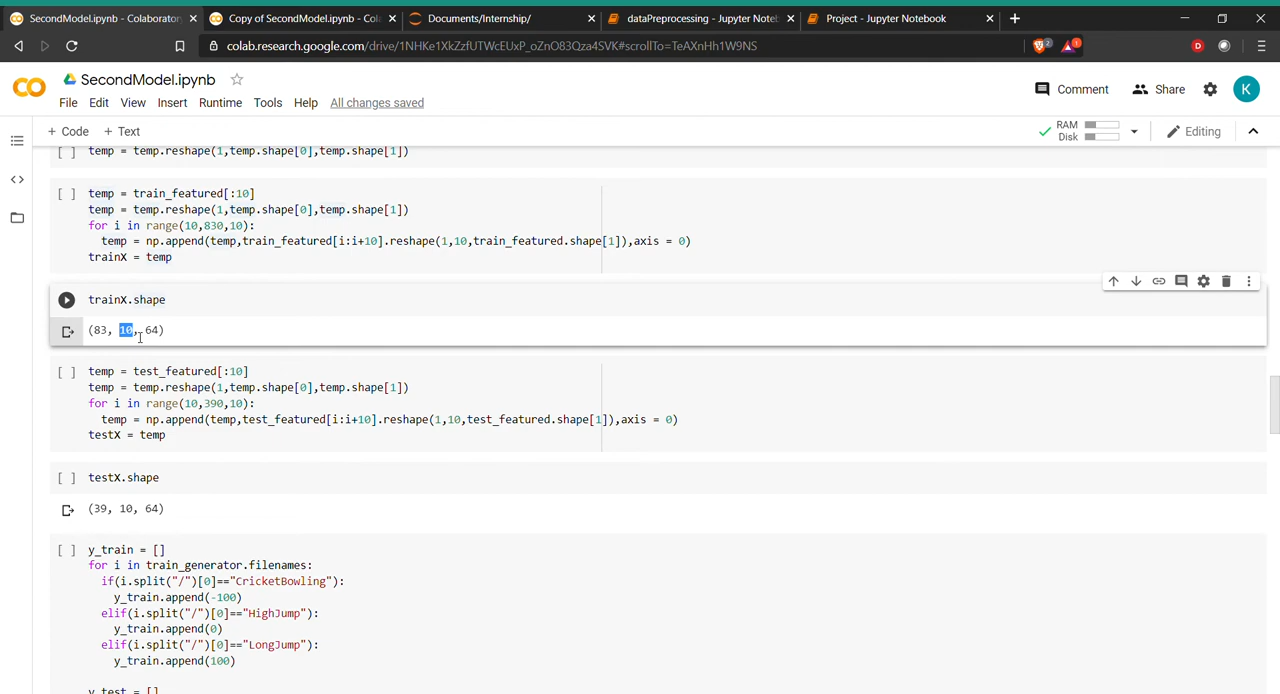 SecondModel.ipynb - Colaboratory
Copy of SecondModel.ipynb - Col
Documents/Internship/
dataPreprocessing - Jupyter Note
Project - Jupyter Notebook
colab.research.google.com/drive/1NHKe1XkZzfUTWcEUxP_oZnO83Qza4SVK#scrollTo=TeAXnHh1W9NS
2
1
D
CO
SecondModel.ipynb
File Edit View Insert Runtime Tools Help All changes saved
Comment Share K
+ Code + Text
RAM
Disk
Editing
[ ] temp = temp.reshape(1,temp.shape[0],temp.shape[1])
[ ] temp = train_featured[:10]
temp = temp.reshape(1,temp.shape[0],temp.shape[1])
for i in range(10,830,10):
temp = np.append(temp,train_featured[i:i+10].reshape(1,10,train_featured.shape[1]),axis = 0)
trainX = temp
trainX.shape
(83, 10, 64)
[ ] temp = test_featured[:10]
temp = temp.reshape(1,temp.shape[0],temp.shape[1])
for i in range(10,390,10):
temp = np.append(temp,test_featured[i:i+10].reshape(1,10,test_featured.shape[1]),axis = 0)
testX = temp
[ ] testX.shape
(39, 10, 64)
[ ] y_train = []
for i in train_generator.filenames:
if(i.split("/")[0]=="CricketBowling"):
y_train.append(-100)
elif(i.split("/")[0]=="HighJump"):
y_train.append(0)
elif(i.split("/")[0]=="LongJump"):
y_train.append(100)
y_test = []